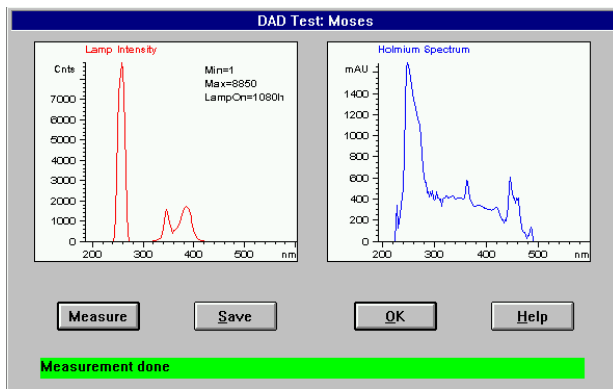 DAD Test: Moses
Lamp Intensity
Cnts
Min=1
Max=8850
LampOn=1080h
7000
6000
5000
4000
3000
2000
1000
0
200
300
400
500
nm
Holmium Spectrum
mAU
1400
1200
1000
800
600
400
200
0
200
300
400
500
nm
Measure
Save
OK
Help
Measurement done